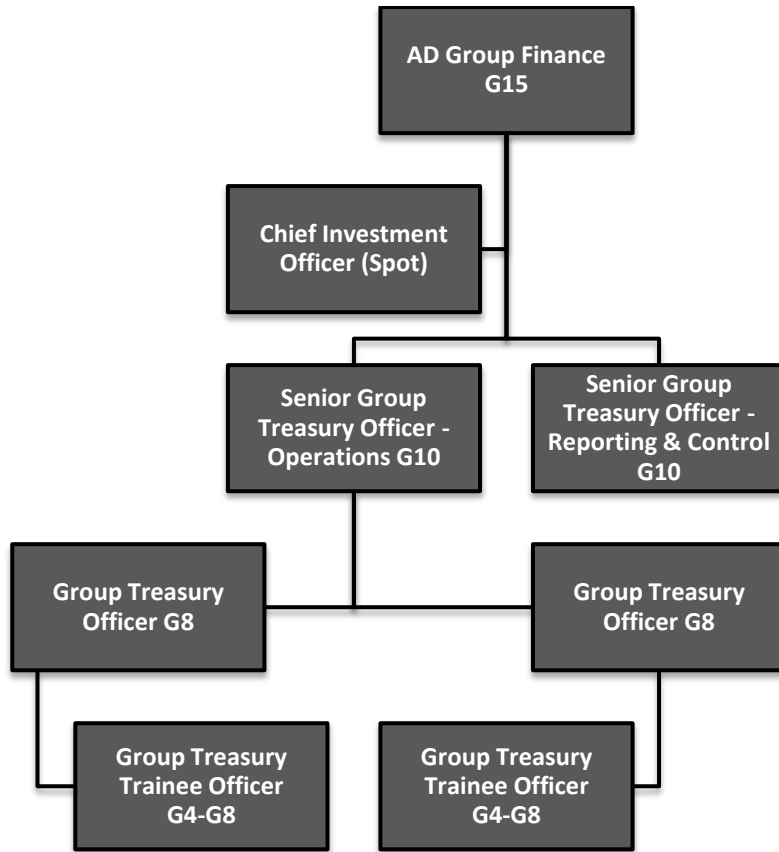 AD Group Finance
G15
Chief Investment
Officer (Spot)
Senior Group
Treasury Officer -
Operations G10
Senior Group
Treasury Officer -
Reporting & Control
G10
Group Treasury
Officer G8
Group Treasury
Officer G8
Group Treasury
Trainee Officer
G4-G8
Group Treasury
Trainee Officer
G4-G8